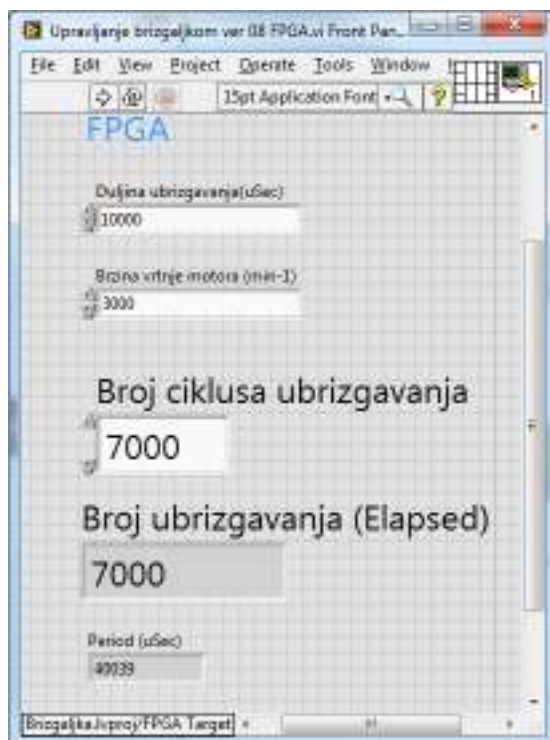 Upravljanje brizgaljkom ver 08 FPGA.vi Front Pan...
File Edit View Project Operate Tools Window
15pt Application Font
FPGA
Duljina ubrizgavanja(uSec)
10000
Brzina vrtnje motora (min-1)
3000
Broj ciklusa ubrizgavanja
7000
Broj ubrizgavanja (Elapsed)
7000
Period (uSec)
40039
Brizgaljka.lvproj/FPGA Target